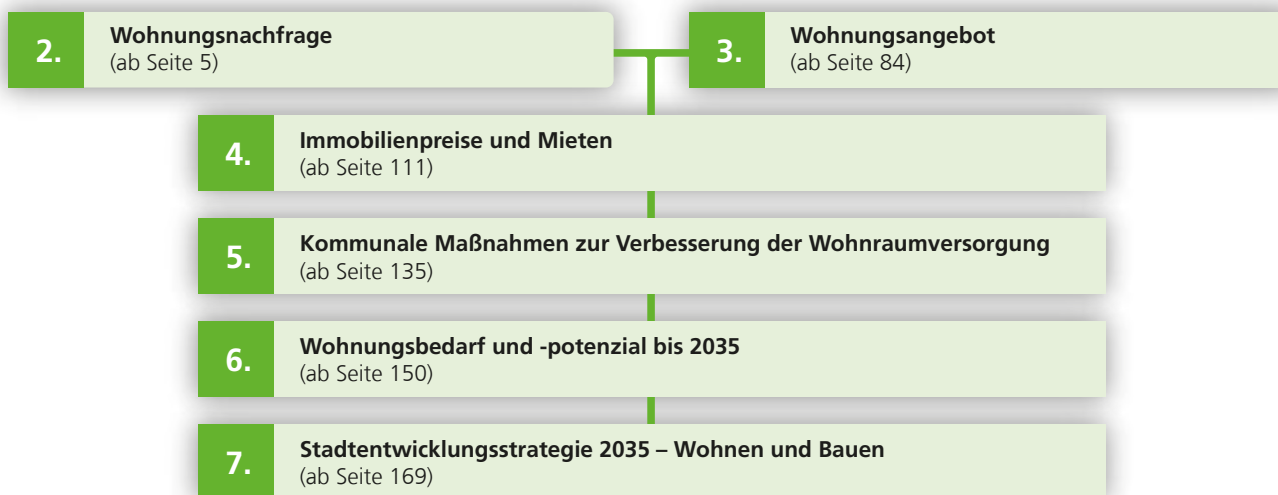 2.
Wohnungsnachfrage
(ab Seite 5)
3.
Wohnungsangebot
(ab Seite 84)
4.
Immobilienpreise und Mieten
(ab Seite 111)
5.
Kommunale Maßnahmen zur Verbesserung der Wohnraumversorgung
(ab Seite 135)
6.
Wohnungsbedarf und -potenzial bis 2035
(ab Seite 150)
7.
Stadtentwicklungsstrategie 2035 – Wohnen und Bauen
(ab Seite 169)